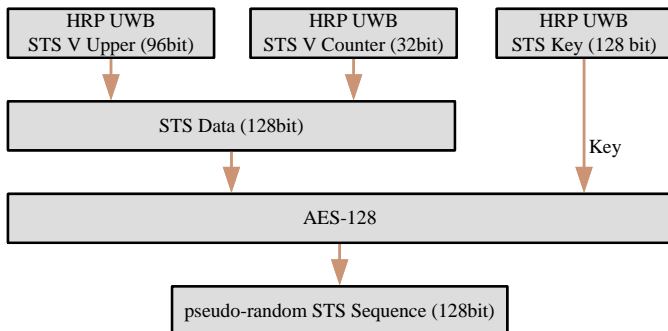 HRP UWB
STS V Upper (96bit)
HRP UWB
STS V Counter (32bit)
HRP UWB
STS Key (128 bit)
STS Data (128bit)
Key
AES-128
pseudo-random STS Sequence (128bit)